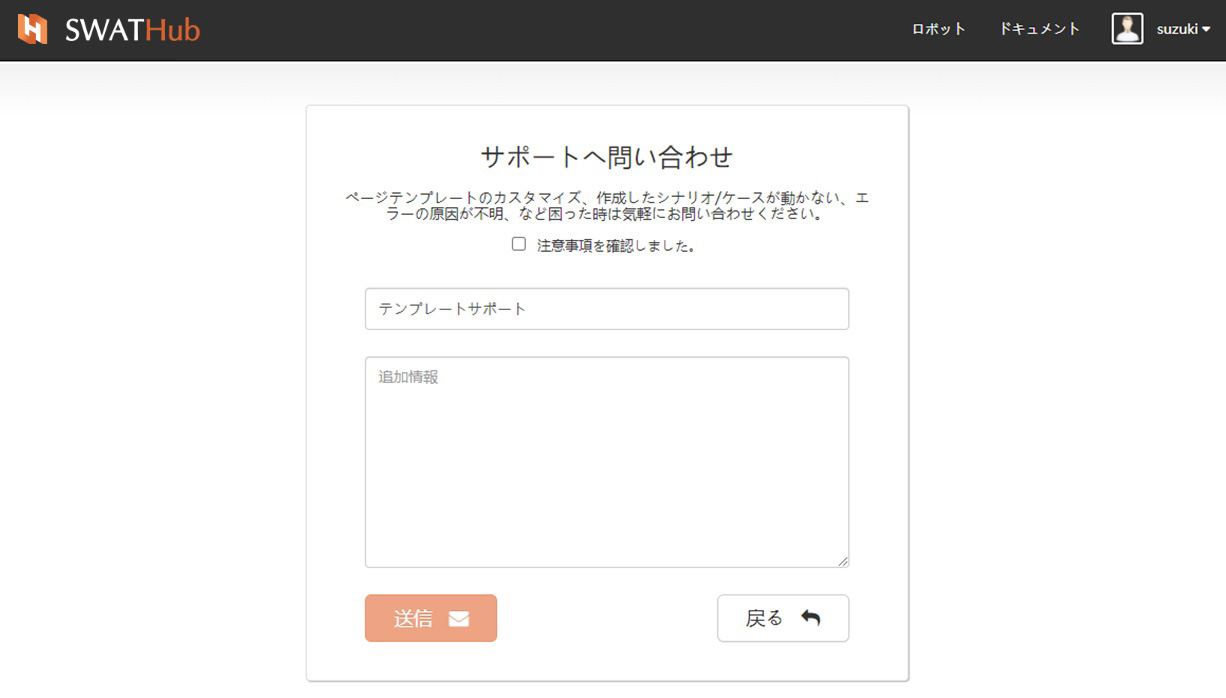 SWATHub
ロボット ドキュメント suzuki
サポートへ問い合わせ
ページテンプレートのカスタマイズ、作成したシナリオ/ケースが動かない、エ
ラーの原因が不明、など困った時は気軽にお問い合わせください。
注意事項を確認しました。
テンプレートサポート
追加情報
送信
戻る